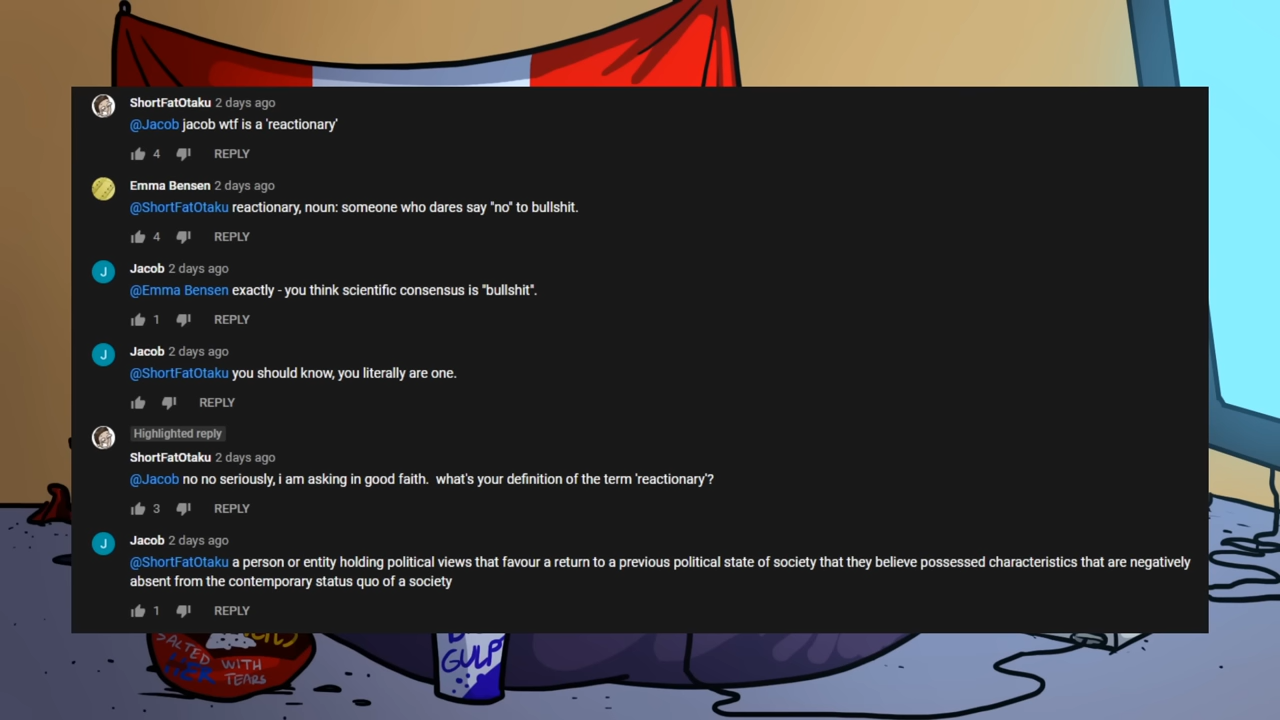 ShortFatOtaku 2 days ago
@Jacob jacob wtf is a 'reactionary'
4 REPLY
Emma Bensen 2 days ago
@ShortFatOtaku reactionary, noun: someone who dares say "no" to bullshit.
4 REPLY
J
Jacob 2 days ago
@Emma Bensen exactly - you think scientific consensus is "bullshit".
1 REPLY
J
Jacob 2 days ago
@ShortFatOtaku you should know, you literally are one.
REPLY
Highlighted reply
ShortFatOtaku 2 days ago
@Jacob no no seriously, i am asking in good faith. what's your definition of the term 'reactionary'?
3 REPLY
J
Jacob 2 days ago
@ShortFatOtaku a person or entity holding political views that favour a return to a previous political state of society that they believe possessed characteristics that are negatively
absent from the contemporary status quo of a society
1 REPLY
SALTED WITH
HER TEARS
GULP